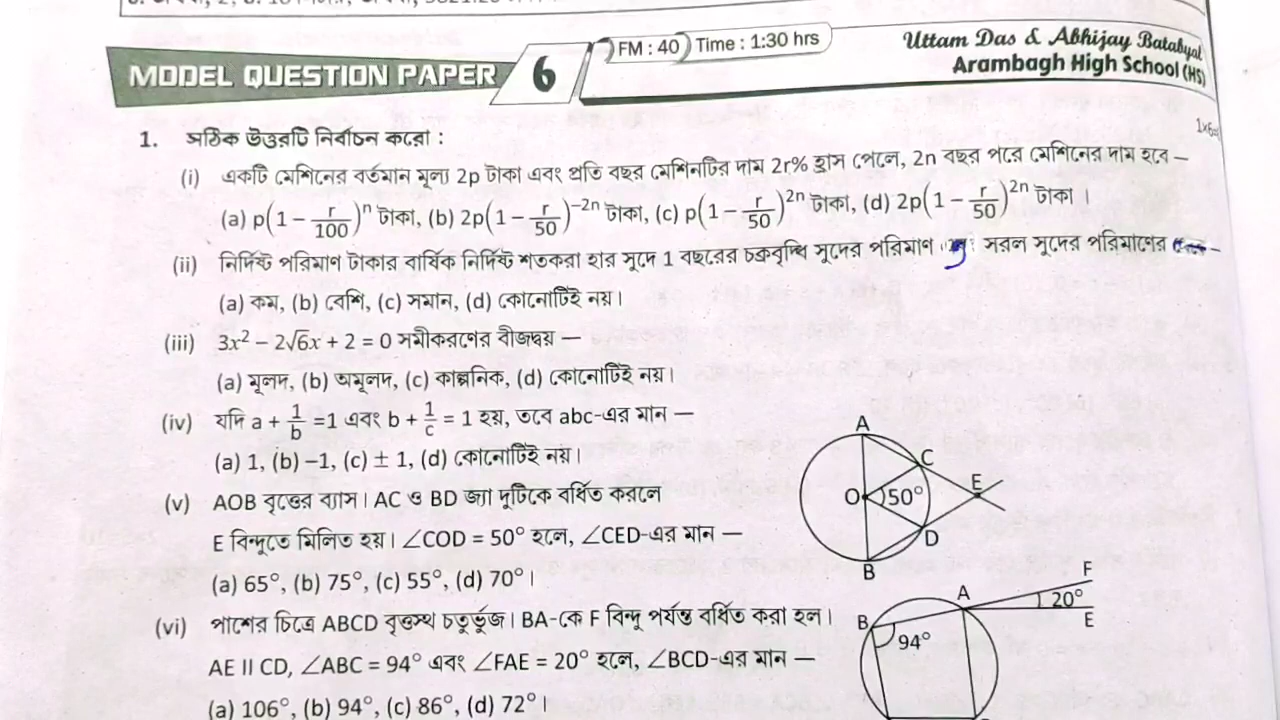 MODEL QUESTION PAPER 6
FM : 40 Time : 1:30 hrs
Uttam Das & Abhijay Batabyal
Arambagh High School (HS)
1. সঠিক উত্তরটি নির্বাচন করো :
(i) একটি মেশিনের বর্তমান মূল্য 2p টাকা এবং প্রতি বছর মেশিনটির দাম 2r% হ্রাস পেলে, 2n বছর পরে মেশিনের দাম হবে —
(a) p(1 − r/100)ⁿ টাকা, (b) 2p(1 − r/50)⁻²ⁿ টাকা, (c) p(1 − r/50)²ⁿ টাকা, (d) 2p(1 − r/50)²ⁿ টাকা ।
(ii) নির্দিষ্ট পরিমাণ টাকার বার্ষিক নির্দিষ্ট শতকরা হার সুদে 1 বছরের চক্রবৃদ্ধি সুদের পরিমাণ সরল সুদের পরিমাণের —
(a) কম, (b) বেশি, (c) সমান, (d) কোনোটিই নয়।
(iii) 3x² − 2√6x + 2 = 0 সমীকরণের বীজদ্বয় —
(a) মূলদ, (b) অমূলদ, (c) কাল্পনিক, (d) কোনোটিই নয়।
(iv) যদি a + 1/b =1 এবং b + 1/c = 1 হয়, তবে abc-এর মান —
(a) 1, (b) −1, (c) ± 1, (d) কোনোটিই নয়।
(v) AOB বৃত্তের ব্যাস। AC ও BD জ্যা দুটিকে বর্ধিত করলে
E বিন্দুতে মিলিত হয়। ∠COD = 50° হলে, ∠CED-এর মান —
(a) 65°, (b) 75°, (c) 55°, (d) 70°।
A
C
O 50° E
D
B
(vi) পাশের চিত্রে ABCD বৃত্তস্থ চতুর্ভুজ। BA-কে F বিন্দু পর্যন্ত বর্ধিত করা হল।
AE II CD, ∠ABC = 94° এবং ∠FAE = 20° হলে, ∠BCD-এর মান —
(a) 106°, (b) 94°, (c) 86°, (d) 72°।
F
A 20°
B E
94°